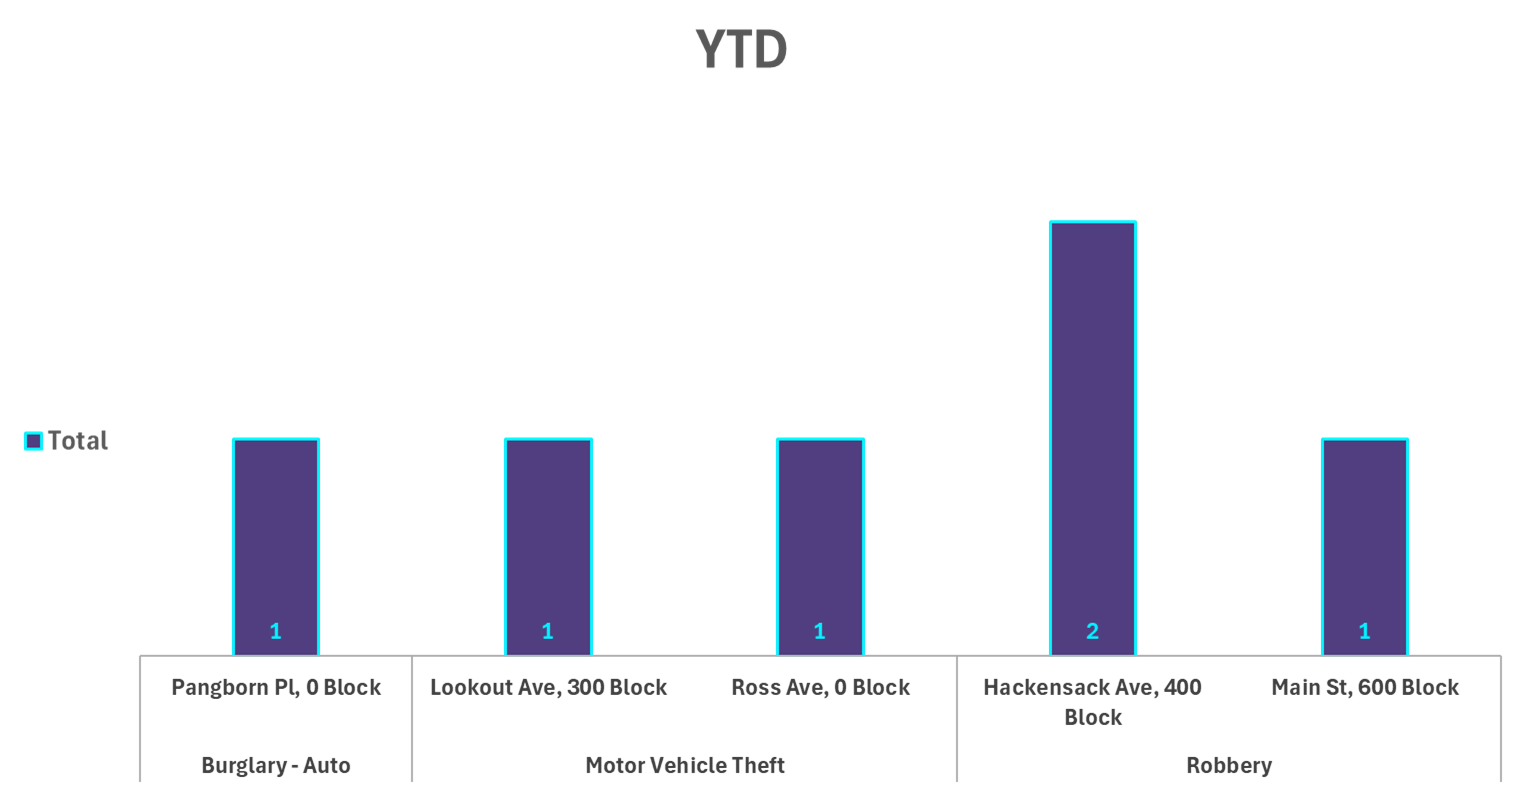 YTD
Total
1
1
1
2
1
Pangborn Pl, 0 Block
Lookout Ave, 300 Block
Ross Ave, 0 Block
Hackensack Ave, 400
Block
Main St, 600 Block
Burglary - Auto
Motor Vehicle Theft
Robbery